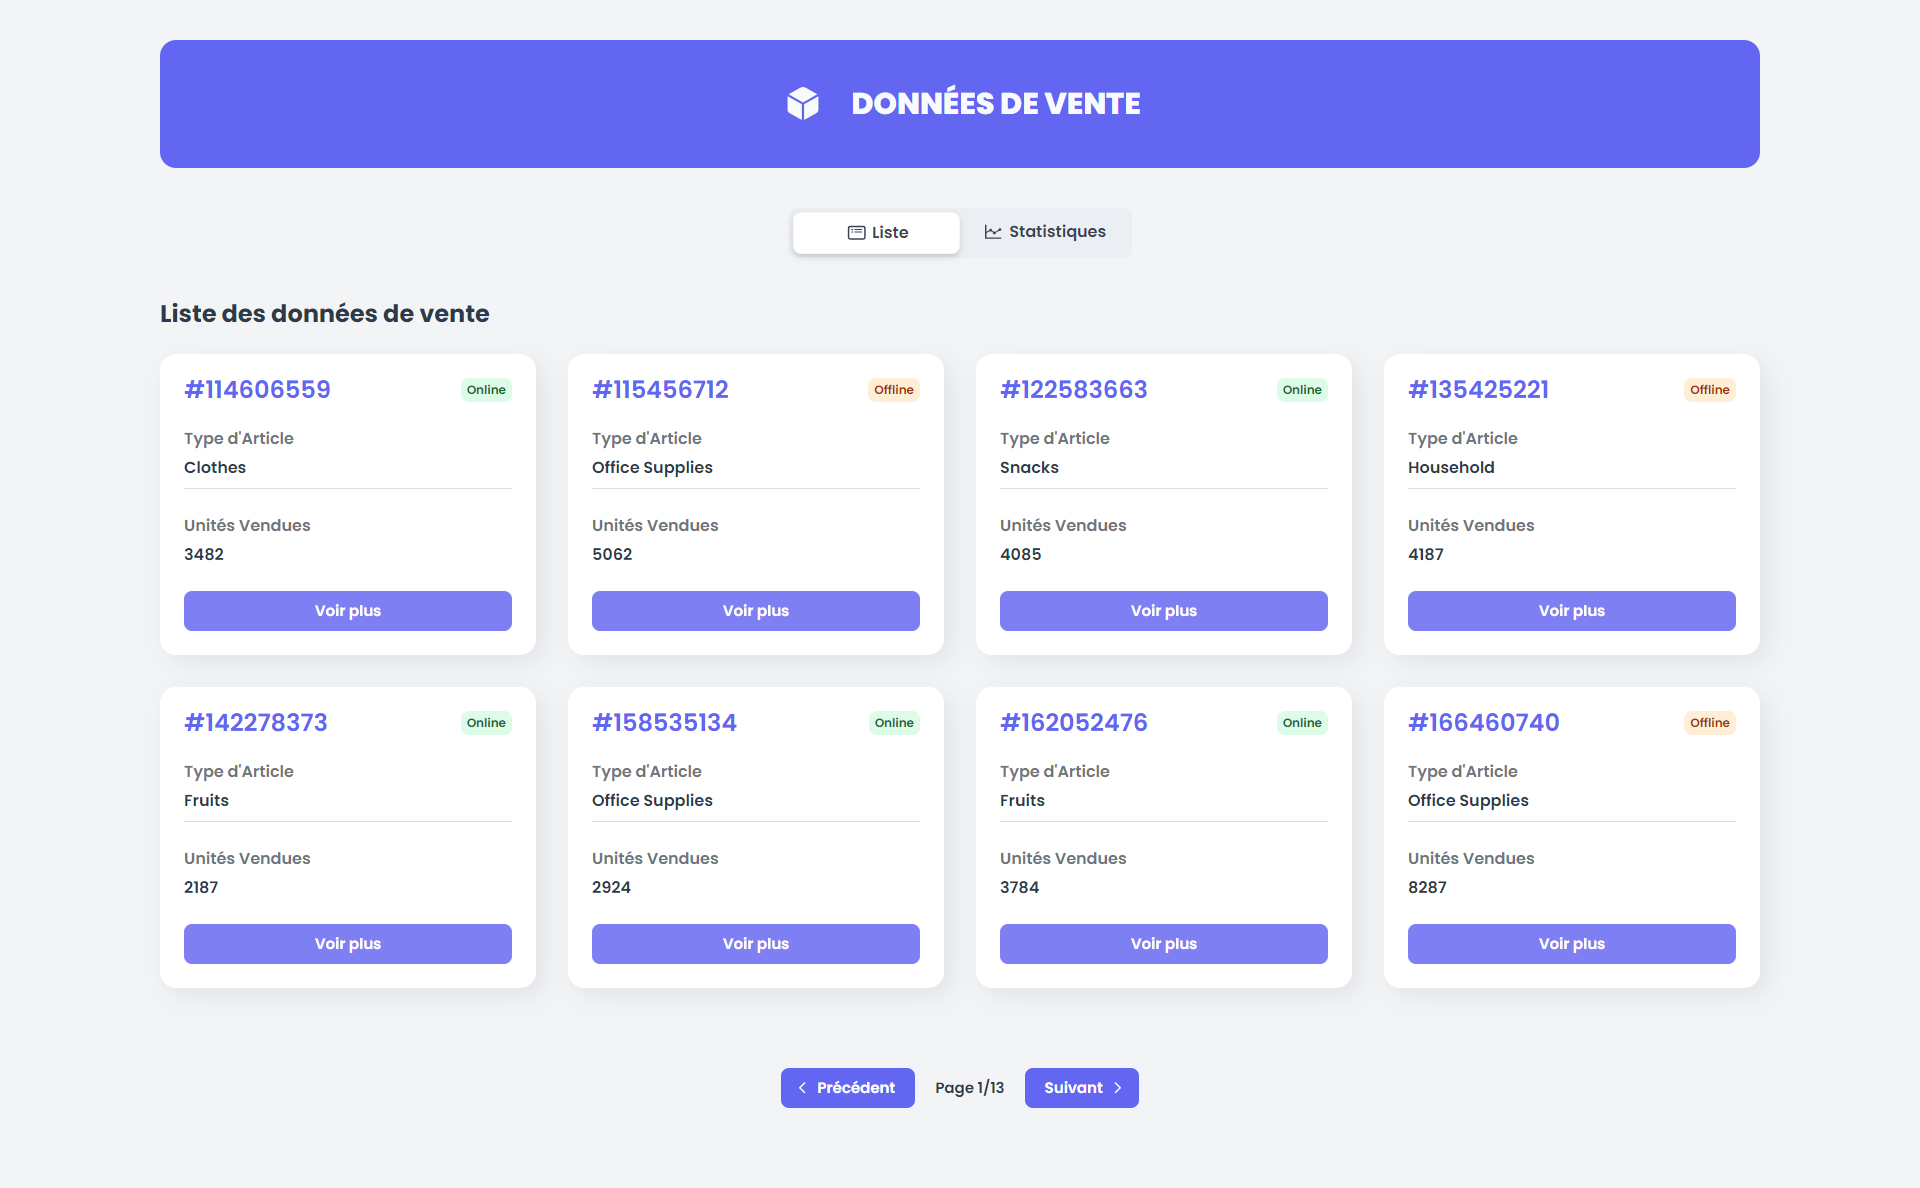 DONNÉES DE VENTE
Liste
Statistiques
Liste des données de vente
#114606559
Online
Type d'Article
Clothes
Unités Vendues
3482
Voir plus
#115456712
Offline
Type d'Article
Office Supplies
Unités Vendues
5062
Voir plus
#122583663
Online
Type d'Article
Snacks
Unités Vendues
4085
Voir plus
#135425221
Offline
Type d'Article
Household
Unités Vendues
4187
Voir plus
#142278373
Online
Type d'Article
Fruits
Unités Vendues
2187
Voir plus
#158535134
Online
Type d'Article
Office Supplies
Unités Vendues
2924
Voir plus
#162052476
Online
Type d'Article
Fruits
Unités Vendues
3784
Voir plus
#166460740
Offline
Type d'Article
Office Supplies
Unités Vendues
8287
Voir plus
Précédent
Page 1/13
Suivant